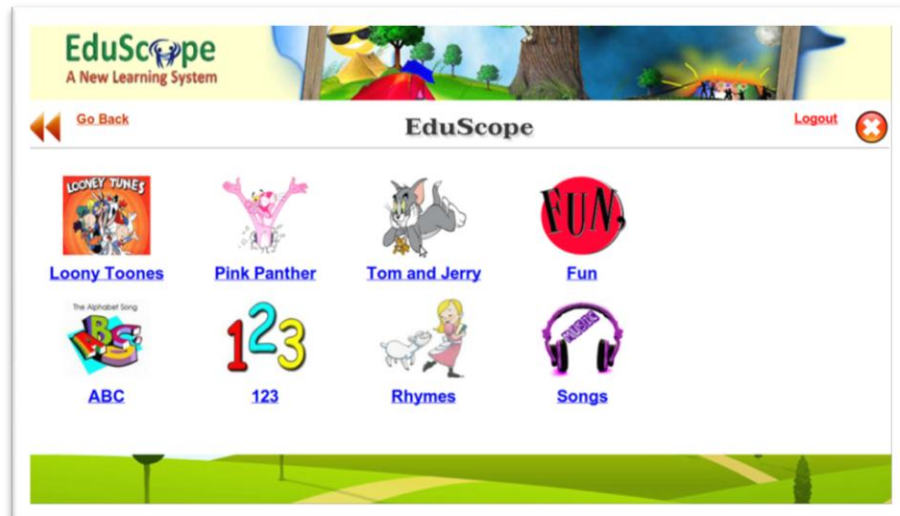 EduScope
A New Learning System
Go Back
EduScope
Logout
LOONEY TUNES
FUN,
Loony Toones
Pink Panther
Tom and Jerry
Fun
The Alphabet Song
ABC
123
MUSIC
ABC
123
Rhymes
Songs